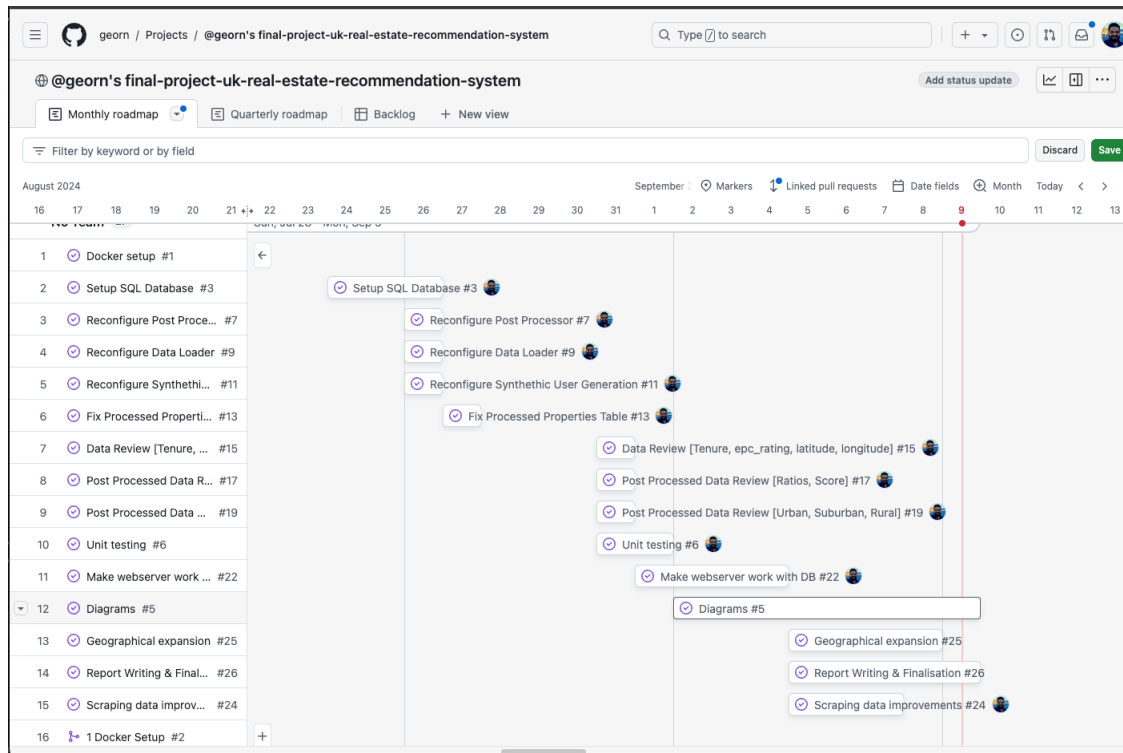 georn / Projects / @georn's final-project-uk-real-estate-recommendation-system
Type / to search
@georn's final-project-uk-real-estate-recommendation-system
Add status update
Monthly roadmap
Quarterly roadmap
Backlog
+ New view
Filter by keyword or by field
Discard
Save
August 2024
September
Markers
Linked pull requests
Date fields
Month
Today
16 17 18 19 20 21 22 23 24 25 26 27 28 29 30 31 1 2 3 4 5 6 7 8 9 10 11 12 13
1 Docker setup #1
2 Setup SQL Database #3
Setup SQL Database #3
3 Reconfigure Post Proce... #7
Reconfigure Post Processor #7
4 Reconfigure Data Loader #9
Reconfigure Data Loader #9
5 Reconfigure Synthethi... #11
Reconfigure Synthethic User Generation #11
6 Fix Processed Properti... #13
Fix Processed Properties Table #13
7 Data Review [Tenure, ... #15
Data Review [Tenure, epc_rating, latitude, longitude] #15
8 Post Processed Data R... #17
Post Processed Data Review [Ratios, Score] #17
9 Post Processed Data ... #19
Post Processed Data Review [Urban, Suburban, Rural] #19
10 Unit testing #6
Unit testing #6
11 Make webserver work ... #22
Make webserver work with DB #22
12 Diagrams #5
Diagrams #5
13 Geographical expansion #25
Geographical expansion #25
14 Report Writing & Final... #26
Report Writing & Finalisation #26
15 Scraping data improv... #24
Scraping data improvements #24
16 1 Docker Setup #2